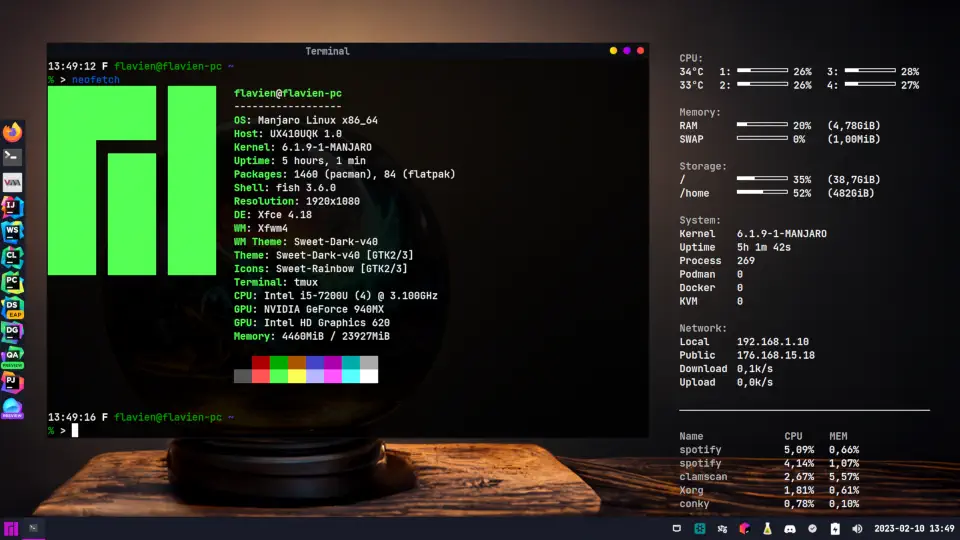 Terminal
13:49:12 F flavien@flavien-pc ~
% > neofetch
flavien@flavien-pc
------------------
OS: Manjaro Linux x86_64
Host: UX410UQK 1.0
Kernel: 6.1.9-1-MANJARO
Uptime: 5 hours, 1 min
Packages: 1460 (pacman), 84 (flatpak)
Shell: fish 3.6.0
Resolution: 1920x1080
DE: Xfce 4.18
WM: Xfwm4
WM Theme: Sweet-Dark-v40
Theme: Sweet-Dark-v40 [GTK2/3]
Icons: Sweet-Rainbow [GTK2/3]
Terminal: tmux
CPU: Intel i5-7200U (4) @ 3.100GHz
GPU: NVIDIA GeForce 940MX
GPU: Intel HD Graphics 620
Memory: 4460MiB / 23927MiB
13:49:16 F flavien@flavien-pc ~
% >
VM
IJ
WS
CL
PC
DS
EAP
DG
QA
PREVIEW
PJ
PREVIEW
CPU:
34°C 1: 26% 3: 28%
33°C 2: 26% 4: 27%
Memory:
RAM 20% (4,78GiB)
SWAP 0% (1,00MiB)
Storage:
/ 35% (38,7GiB)
/home 52% (482GiB)
System:
Kernel 6.1.9-1-MANJARO
Uptime 5h 1m 42s
Process 269
Podman 0
Docker 0
KVM 0
Network:
Local 192.168.1.10
Public 176.168.15.18
Download 0,1k/s
Upload 0,0k/s
Name CPU MEM
spotify 5,09% 0,66%
spotify 4,14% 1,07%
clamscan 2,67% 5,57%
Xorg 1,81% 0,61%
conky 0,78% 0,10%
2023-02-10 13:49